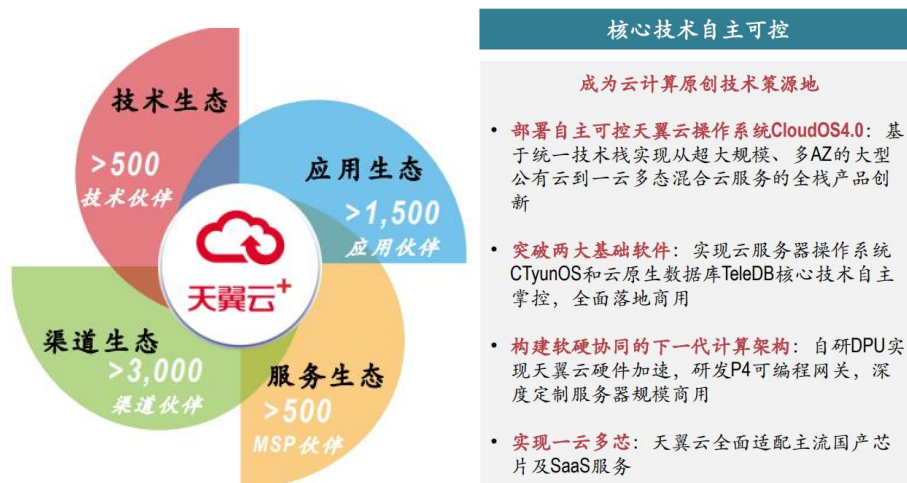 技术生态
>500
技术伙伴
应用生态
>1,500
应用伙伴
天翼云+
渠道生态
>3,000
渠道伙伴
服务生态
>500
MSP伙伴
核心技术自主可控
成为云计算原创技术策源地
• 部署自主可控天翼云操作系统CloudOS4.0：基
于统一技术栈实现从超大规模、多AZ的大型
公有云到一云多态混合云服务的全栈产品创
新
• 突破两大基础软件：实现云服务器操作系统
CTyunOS和云原生数据库TeleDB核心技术自主
掌控，全面落地商用
• 构建软硬协同的下一代计算架构：自研DPU实
现天翼云硬件加速，研发P4可编程网关，深
度定制服务器规模商用
• 实现一云多芯：天翼云全面适配主流国产芯
片及SaaS服务